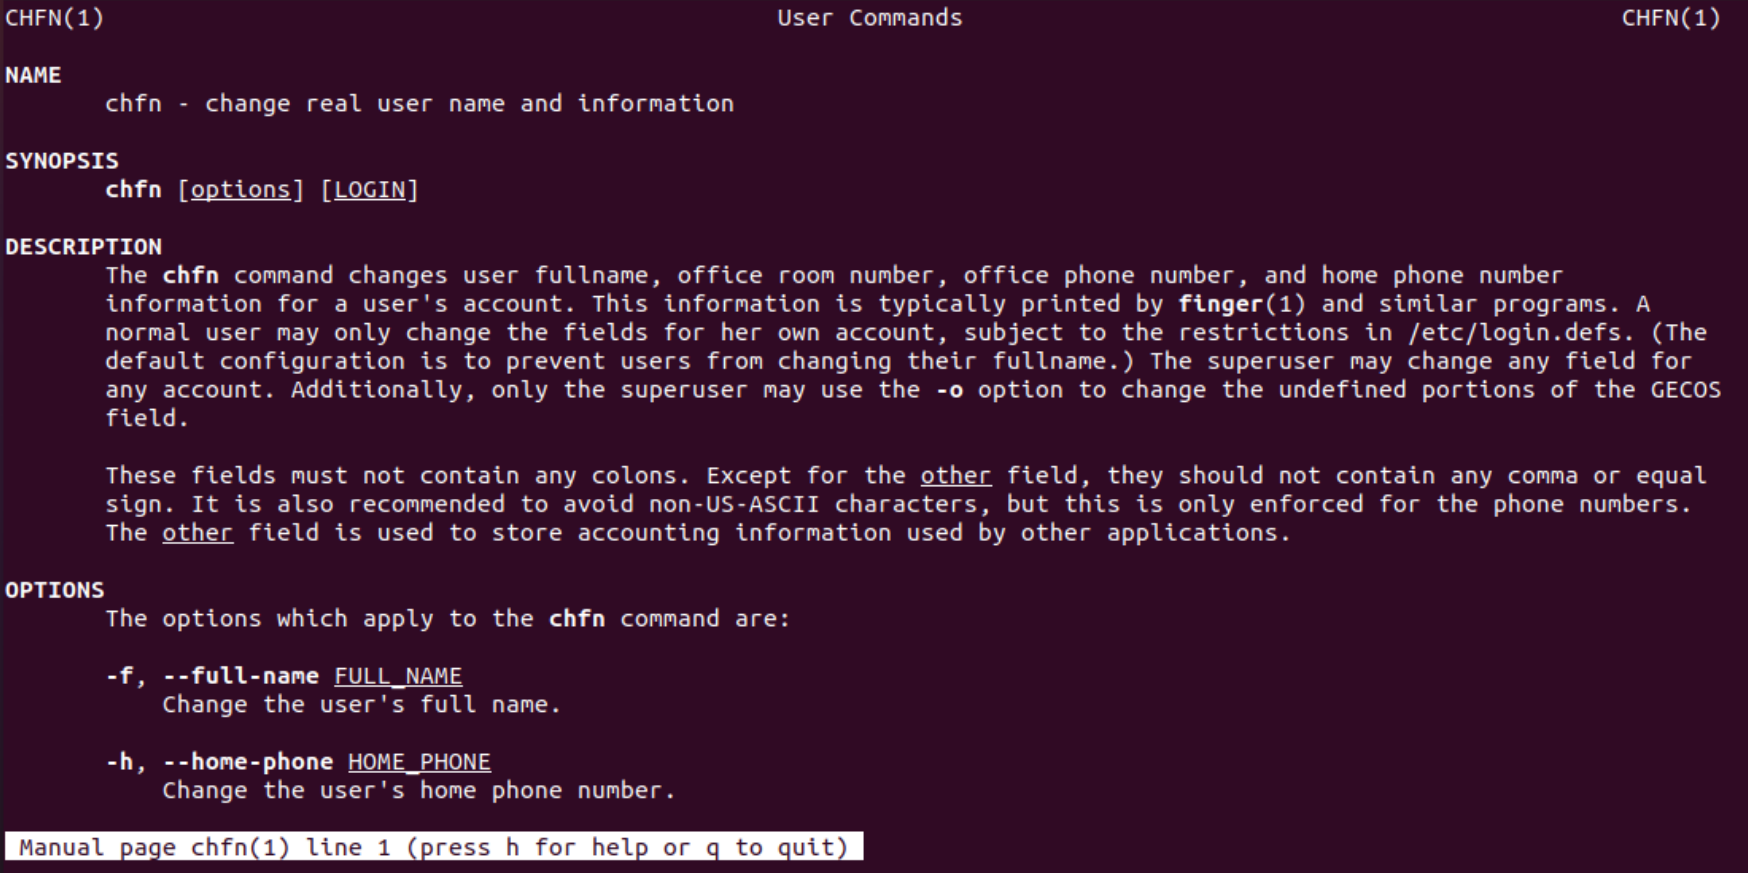 CHFN(1) User Commands CHFN(1)
NAME
chfn - change real user name and information
SYNOPSIS
chfn [options] [LOGIN]
DESCRIPTION
The chfn command changes user fullname, office room number, office phone number, and home phone number
information for a user's account. This information is typically printed by finger(1) and similar programs. A
normal user may only change the fields for her own account, subject to the restrictions in /etc/login.defs. (The
default configuration is to prevent users from changing their fullname.) The superuser may change any field for
any account. Additionally, only the superuser may use the -o option to change the undefined portions of the GECOS
field.
These fields must not contain any colons. Except for the other field, they should not contain any comma or equal
sign. It is also recommended to avoid non-US-ASCII characters, but this is only enforced for the phone numbers.
The other field is used to store accounting information used by other applications.
OPTIONS
The options which apply to the chfn command are:
-f, --full-name FULL_NAME
Change the user's full name.
-h, --home-phone HOME_PHONE
Change the user's home phone number.
Manual page chfn(1) line 1 (press h for help or q to quit)